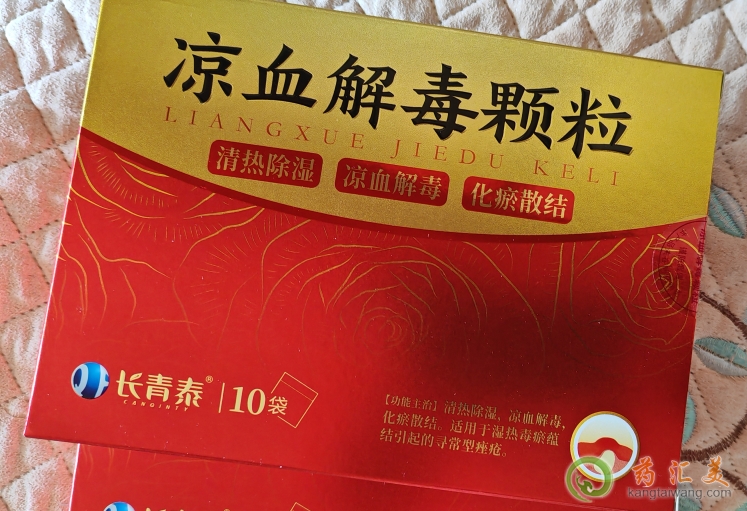 凉血解毒颗粒
LIANGXUE JIEDU KELI
清热除湿 凉血解毒 化瘀散结
长青泰®
CANQINTY
10袋
【功能主治】清热除湿，凉血解毒，
化瘀散结。适用于湿热毒瘀蕴
结引起的寻常型痤疮。
药汇美
kangtaiwang.com